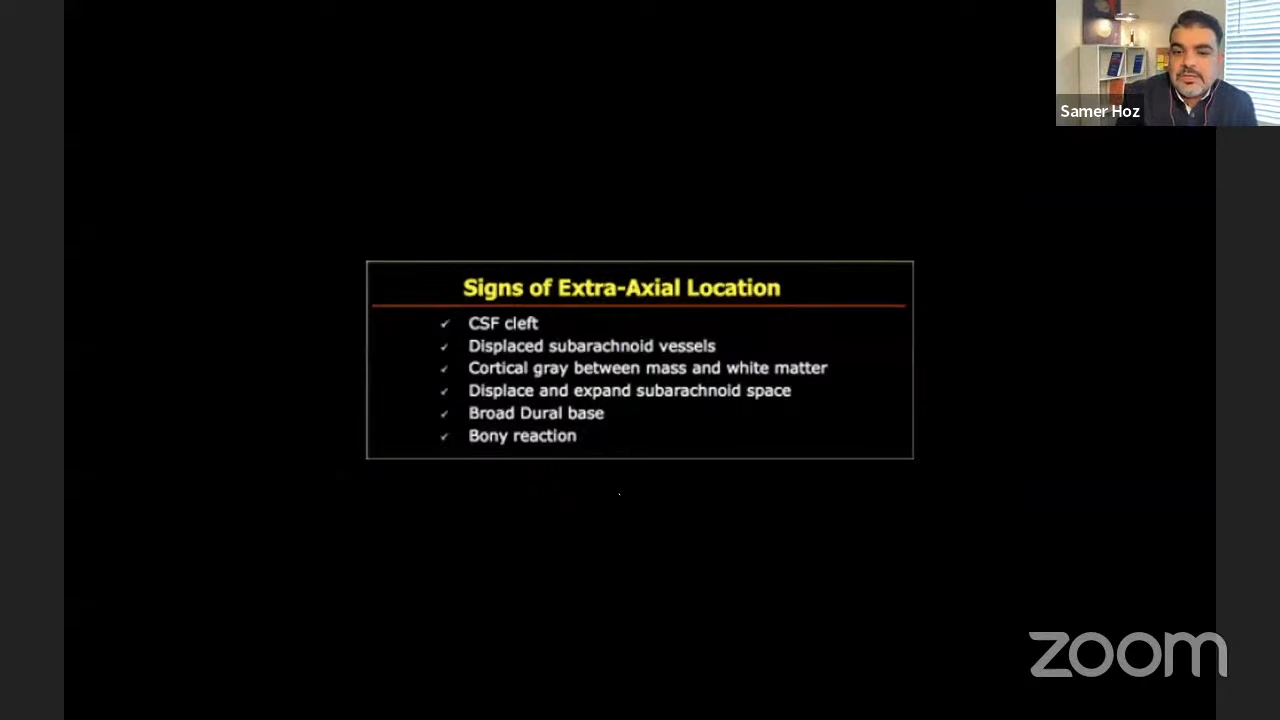 Samer Hoz
Signs of Extra-Axial Location
✓ CSF cleft
✓ Displaced subarachnoid vessels
✓ Cortical gray between mass and white matter
✓ Displace and expand subarachnoid space
✓ Broad Dural base
✓ Bony reaction
zoom